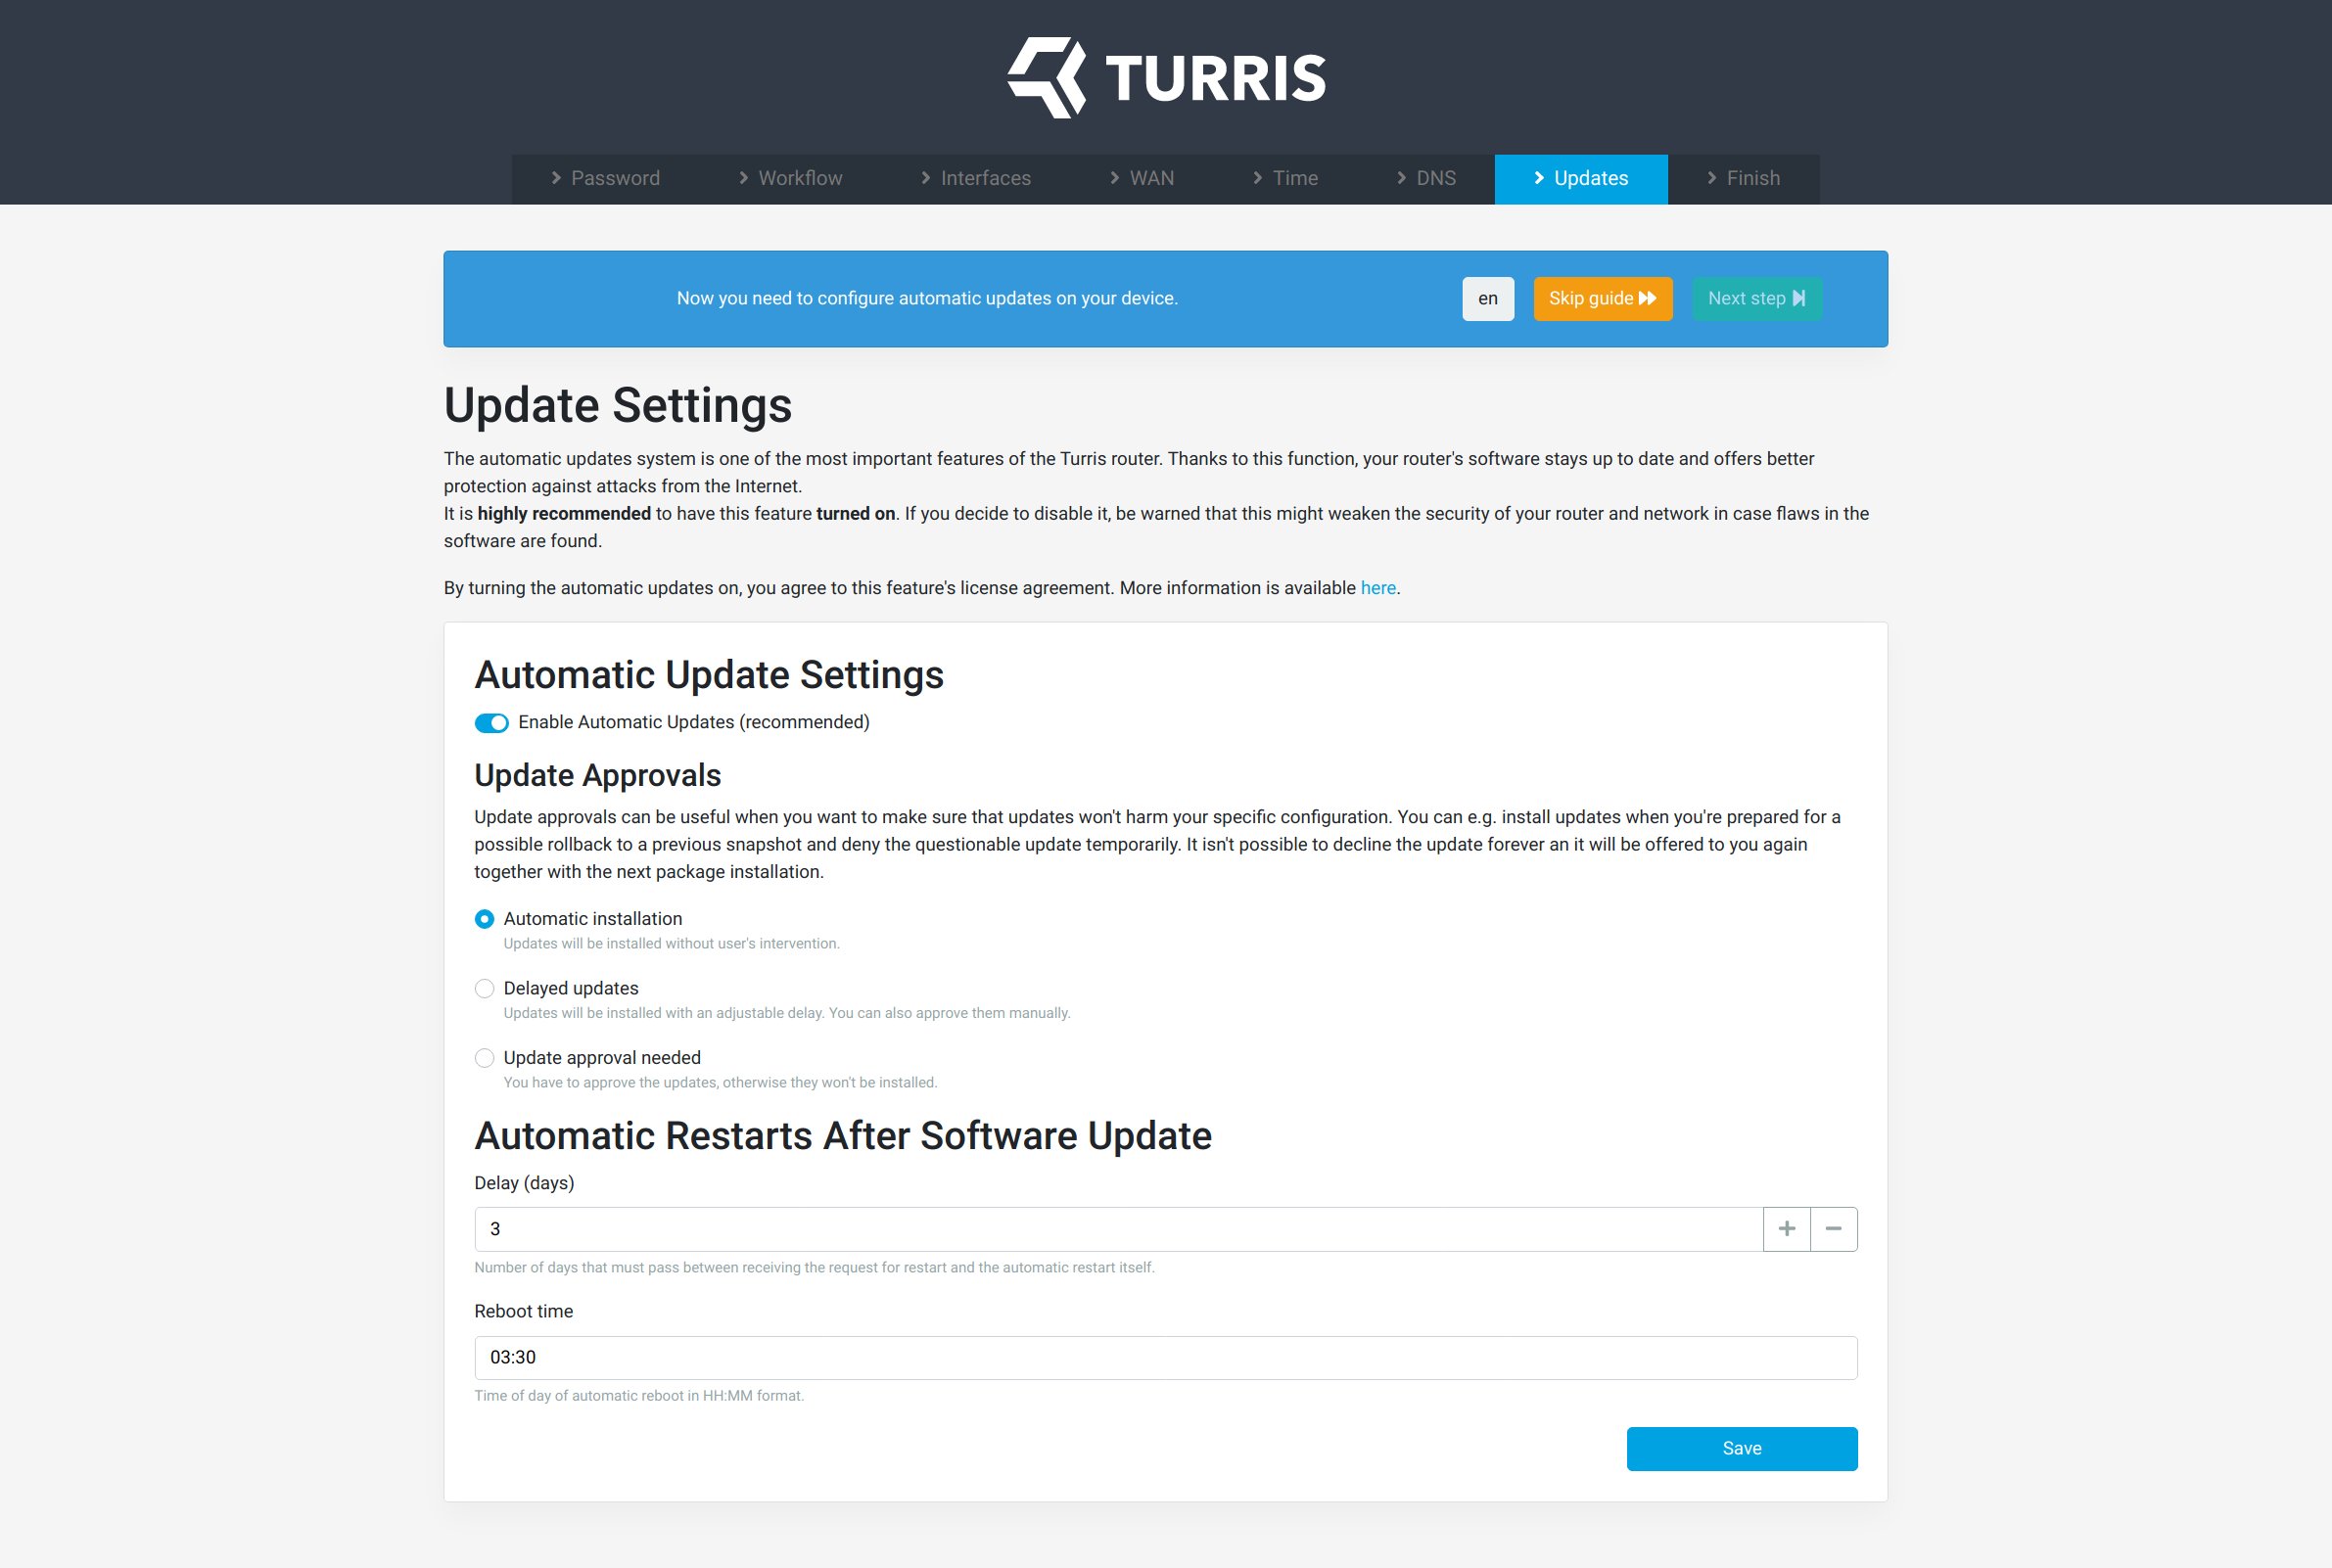 TURRIS
Password Workflow Interfaces WAN Time DNS Updates Finish
Now you need to configure automatic updates on your device. en Skip guide Next step
Update Settings
The automatic updates system is one of the most important features of the Turris router. Thanks to this function, your router's software stays up to date and offers better
protection against attacks from the Internet.
It is highly recommended to have this feature turned on. If you decide to disable it, be warned that this might weaken the security of your router and network in case flaws in the
software are found.
By turning the automatic updates on, you agree to this feature's license agreement. More information is available here.
Automatic Update Settings
Enable Automatic Updates (recommended)
Update Approvals
Update approvals can be useful when you want to make sure that updates won't harm your specific configuration. You can e.g. install updates when you're prepared for a
possible rollback to a previous snapshot and deny the questionable update temporarily. It isn't possible to decline the update forever an it will be offered to you again
together with the next package installation.
Automatic installation
Updates will be installed without user's intervention.
Delayed updates
Updates will be installed with an adjustable delay. You can also approve them manually.
Update approval needed
You have to approve the updates, otherwise they won't be installed.
Automatic Restarts After Software Update
Delay (days)
3
Number of days that must pass between receiving the request for restart and the automatic restart itself.
Reboot time
03:30
Time of day of automatic reboot in HH:MM format.
Save